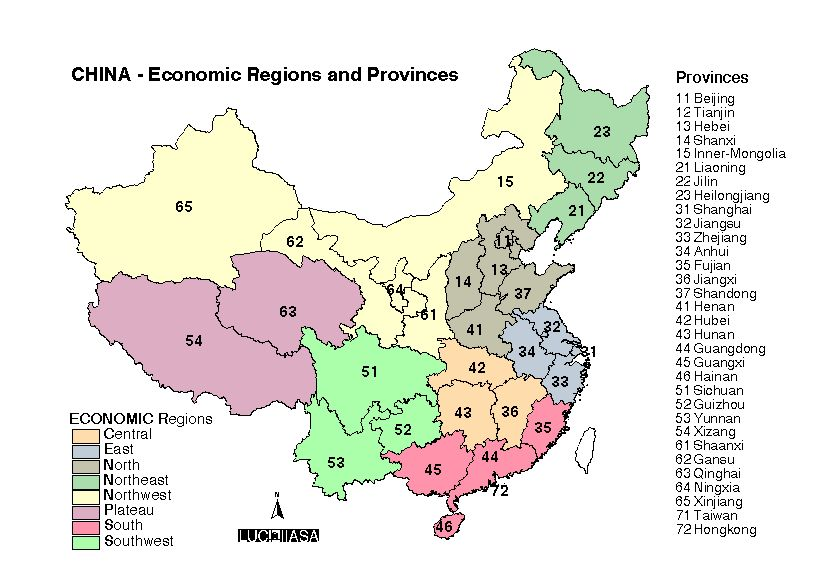 CHINA - Economic Regions and Provinces
Provinces
11 Beijing
12 Tianjin
13 Hebei
14 Shanxi
15 Inner-Mongolia
21 Liaoning
22 Jilin
23 Heilongjiang
31 Shanghai
32 Jiangsu
33 Zhejiang
34 Anhui
35 Fujian
36 Jiangxi
37 Shandong
41 Henan
42 Hubei
43 Hunan
44 Guangdong
45 Guangxi
46 Hainan
51 Sichuan
52 Guizhou
53 Yunnan
54 Xizang
61 Shaanxi
62 Gansu
63 Qinghai
64 Ningxia
65 Xinjiang
71 Taiwan
72 Hongkong
23
22
15
21
65
62
11
13
14
64
37
63
61
41
32
54
34
31
51
42
33
43
36
52
35
44
53
45
72
46
ECONOMIC Regions
Central
East
North
Northeast
Northwest
Plateau
South
Southwest
N